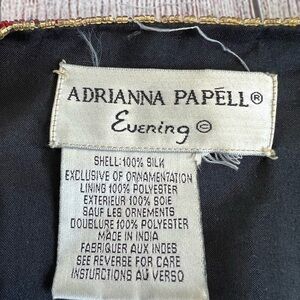 ADRIANNA PAPELL®
Evening ©
SHELL: 100% SILK
EXCLUSIVE OF ORNAMENTATION
LINING 100% POLYESTER
EXTERIEUR 100% SOIE
SAUF LES ORNEMENTS
DOUBLURE 100% POLYESTER
MADE IN INDIA
FABRIQUER AUX INDES
SEE REVERSE FOR CARE
INSTURCTIONS AU VERSO